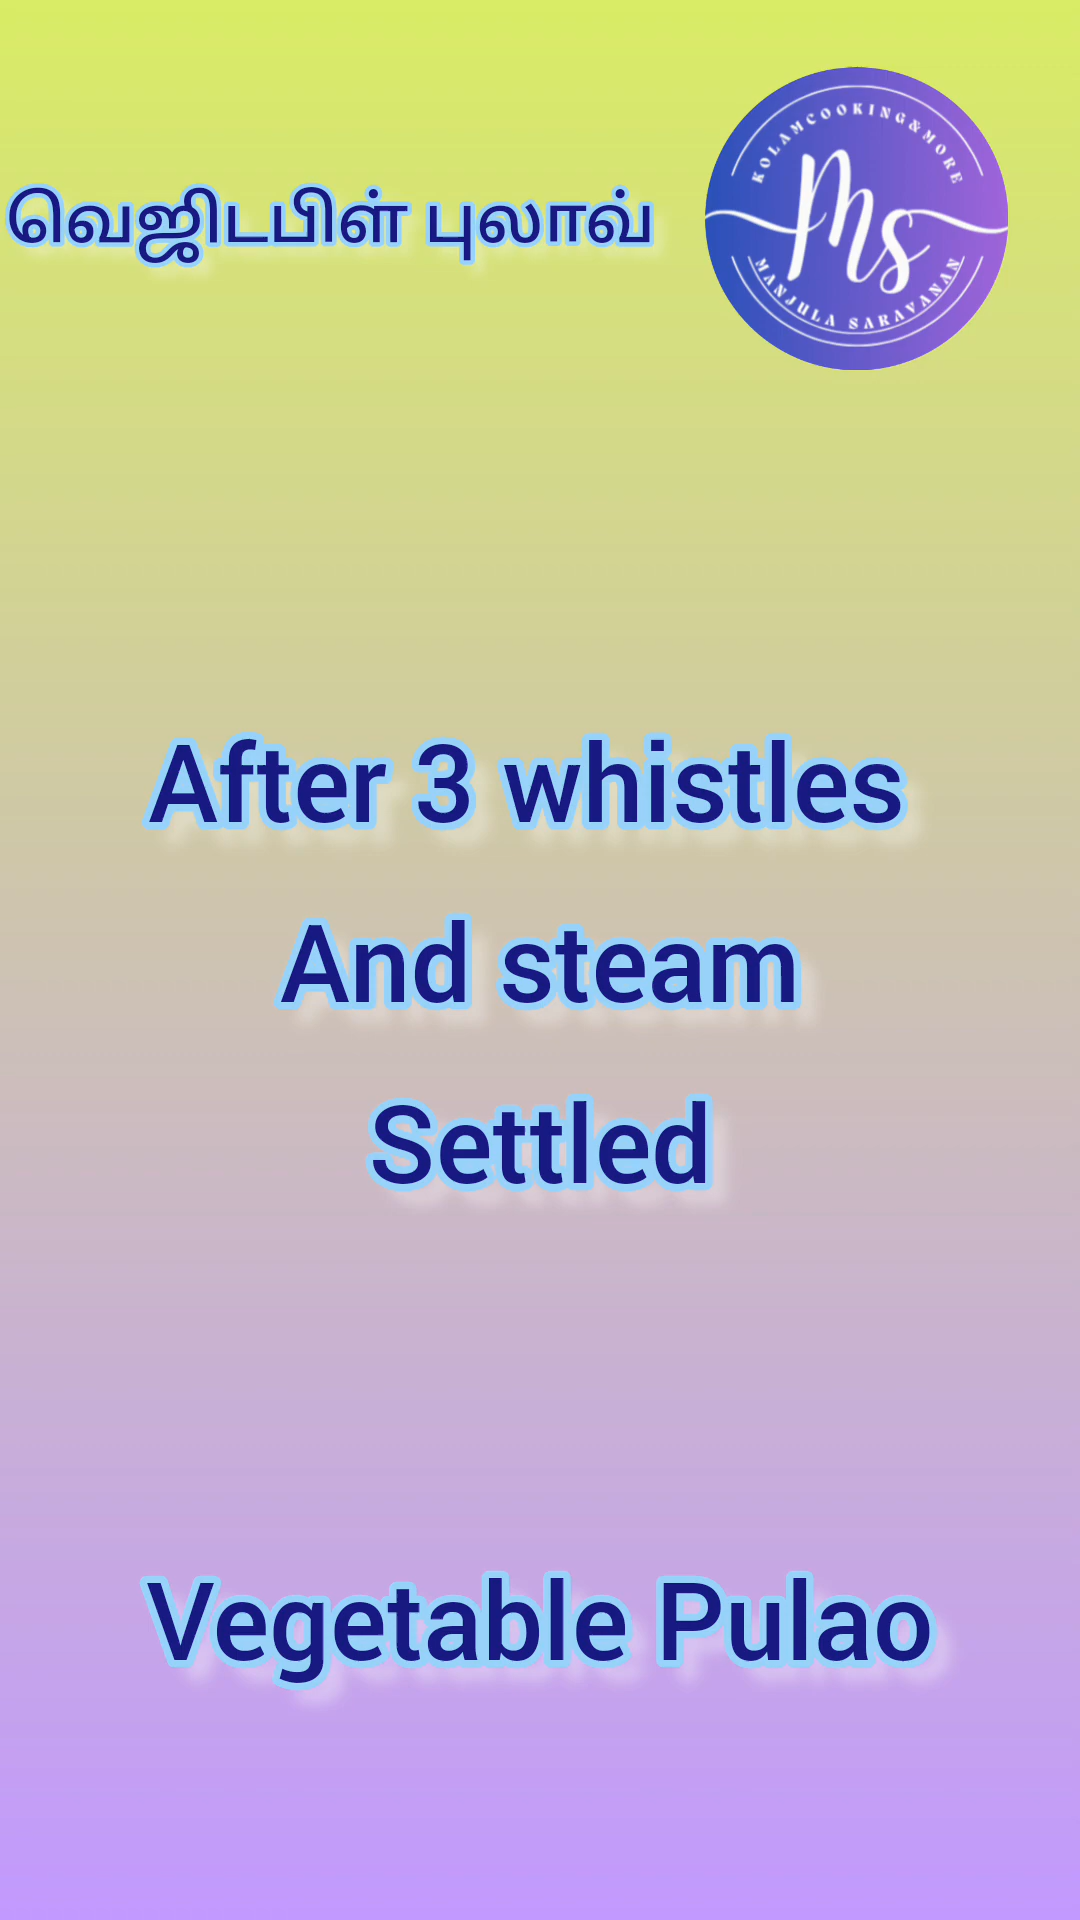 வெஜிடபிள் புலாவ்
KOLAMCOOKING&MORE
Ms
MANJULA SARAVANAN
After 3 whistles
And steam
Settled
Vegetable Pulao